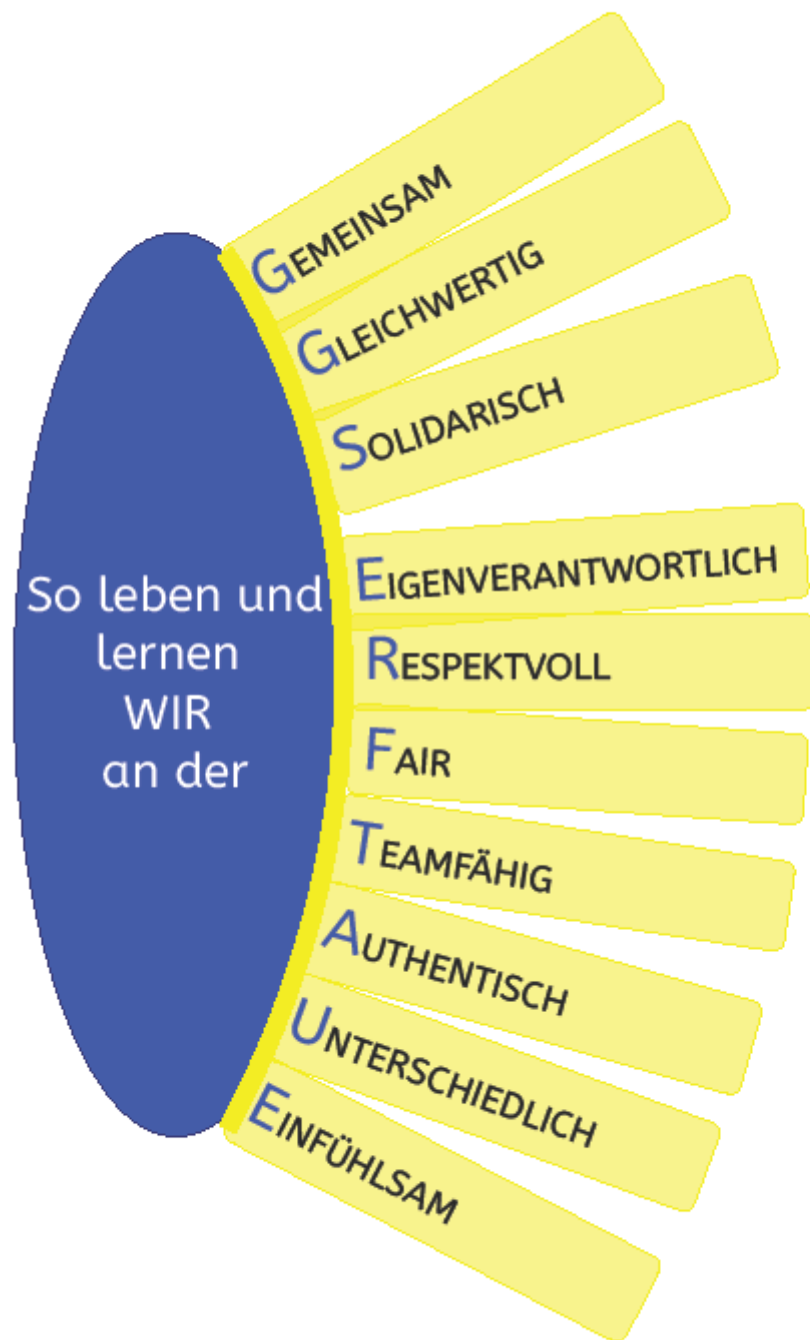 So leben und
lernen
WIR
an der
GEMEINSAM
GLEICHWERTIG
SOLIDARISCH
EIGENVERANTWORTLICH
RESPEKTVOLL
FAIR
TEAMFÄHIG
AUTHENTISCH
UNTERSCHIEDLICH
EINFÜHLSAM